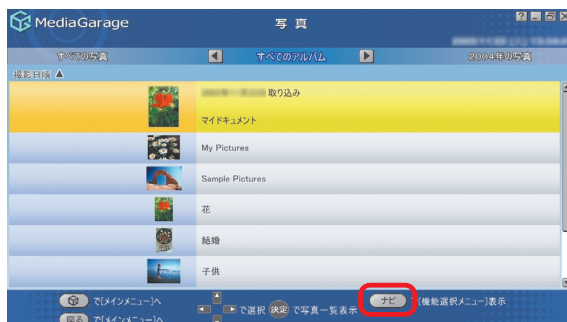 MediaGarage
写真
すべての写真 すべてのアルバム 2004年の写真
撮影日順 ▲
取り込み
マイドキュメント
My Pictures
Sample Pictures
花
結婚
子供
で[メインメニュー]へ
で選択 決定 で写真一覧表示
ナビ で[機能選択メニュー]表示
戻る で[メインメニュー]へ